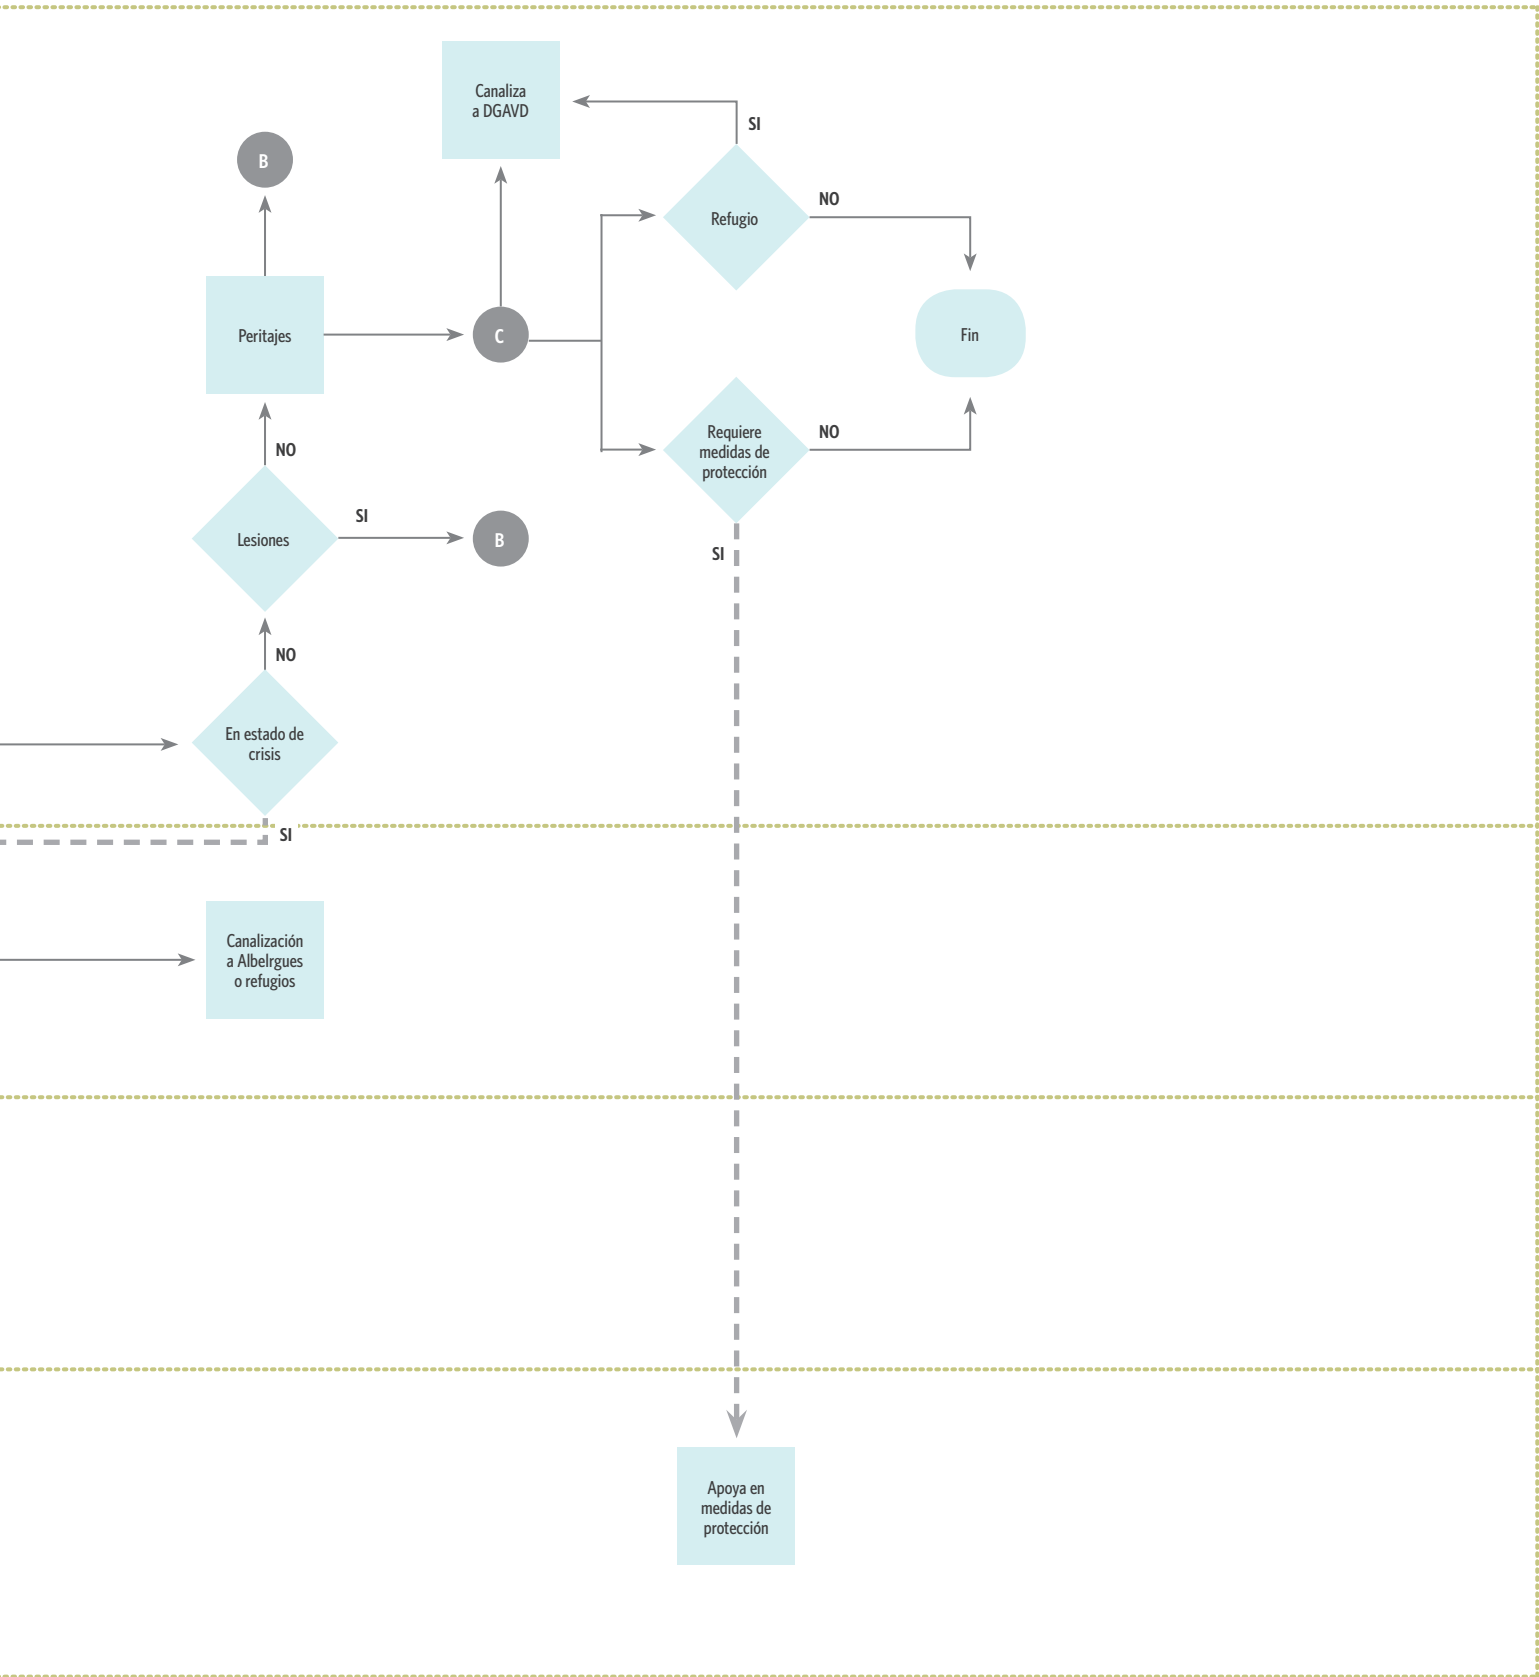 Canaliza
a DGAVD
SI
B
NO
Refugio
Peritajes
C
Fin
NO
Requiere
medidas de
protección
NO
SI
Lesiones
B
SI
NO
En estado de
crisis
SI
Canalización
a Albelrgues
o refugios
Apoya en
medidas de
protección